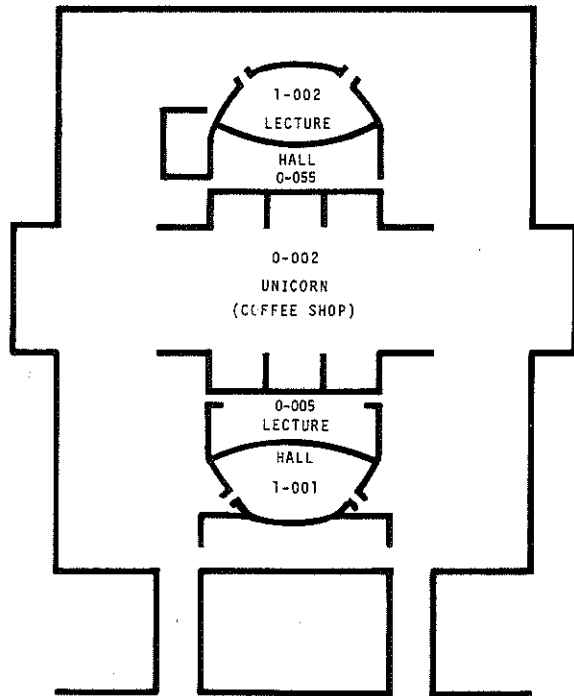 1-002
LECTURE
HALL
0-055
0-002
UNICORN
(COFFEE SHOP)
0-005
LECTURE
HALL
1-001